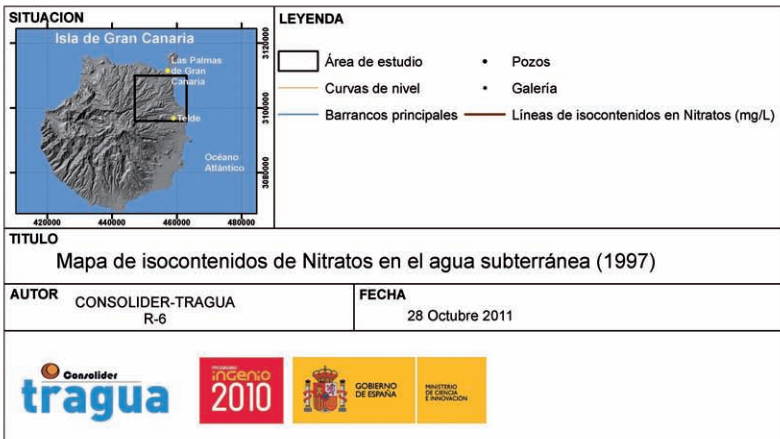 SITUACION
Isla de Gran Canaria
Las Palmas
de Gran
Canaria
Telde
Océano
Atlántico
3120000
3100000
3080000
420000 440000 460000 480000
LEYENDA
Área de estudio
Pozos
Curvas de nivel
Galería
Barrancos principales
Líneas de isocontenidos en Nitratos (mg/L)
TITULO
Mapa de isocontenidos de Nitratos en el agua subterránea (1997)
AUTOR
CONSOLIDER-TRAGUA
R-6
FECHA
28 Octubre 2011
Consolider
tragua
PROGRAMA
inGenio
2010
GOBIERNO
DE ESPAÑA
MINISTERIO
DE CIENCIA
E INNOVACIÓN